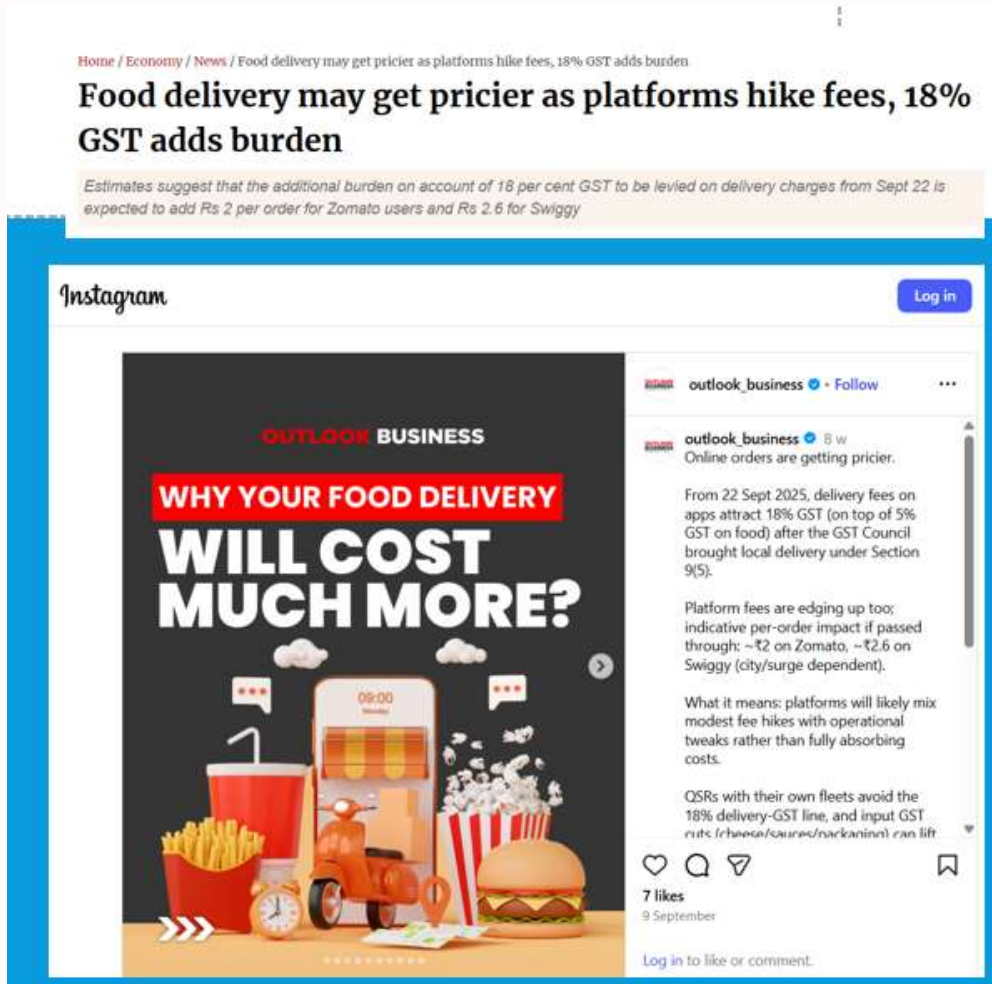 Home / Economy / News / Food delivery may get pricier as platforms hike fees, 18% GST adds burden
Food delivery may get pricier as platforms hike fees, 18%
GST adds burden
Estimates suggest that the additional burden on account of 18 per cent GST to be levied on delivery charges from Sept 22 is
expected to add Rs 2 per order for Zomato users and Rs 2.6 for Swiggy
Instagram
Log in
OUTLOOK BUSINESS
WHY YOUR FOOD DELIVERY
WILL COST
MUCH MORE?
09:00
Monday
outlook_business • Follow
outlook_business 8 w
Online orders are getting pricier.
From 22 Sept 2025, delivery fees on
apps attract 18% GST (on top of 5%
GST on food) after the GST Council
brought local delivery under Section
9(5).
Platform fees are edging up too;
indicative per-order impact if passed
through: ~₹2 on Zomato, ~₹2.6 on
Swiggy (city/surge dependent).
What it means: platforms will likely mix
modest fee hikes with operational
tweaks rather than fully absorbing
costs.
QSRs with their own fleets avoid the
18% delivery-GST line, and input GST
cuts (cheese/sauces/packaging) can lift
7 likes
9 September
Log in to like or comment.